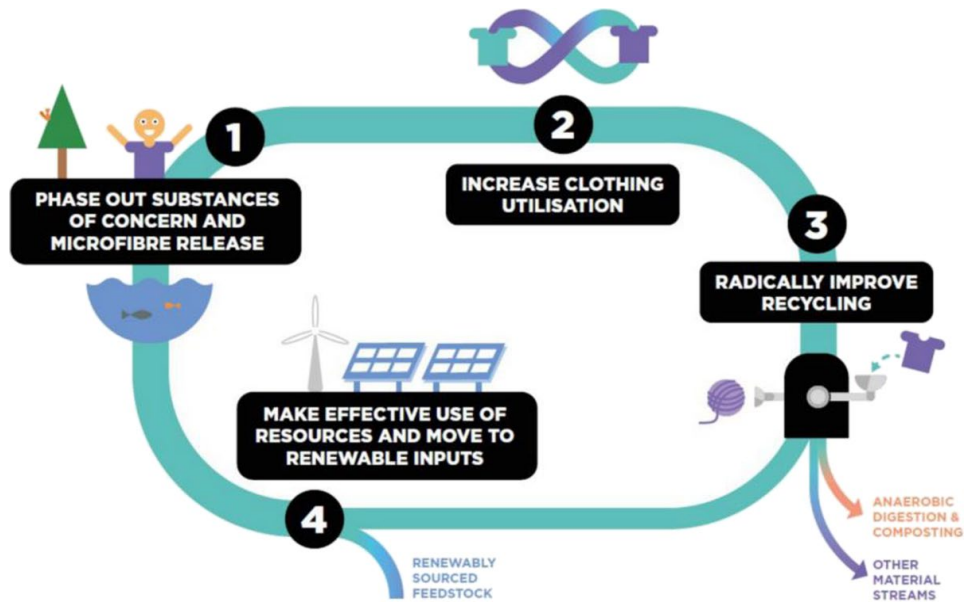 1
PHASE OUT SUBSTANCES
OF CONCERN AND
MICROFIBRE RELEASE
2
INCREASE CLOTHING
UTILISATION
3
RADICALLY IMPROVE
RECYCLING
MAKE EFFECTIVE USE OF
RESOURCES AND MOVE TO
RENEWABLE INPUTS
4
RENEWABLY
SOURCED
FEEDSTOCK
ANAEROBIC
DIGESTION &
COMPOSTING
OTHER
MATERIAL
STREAMS